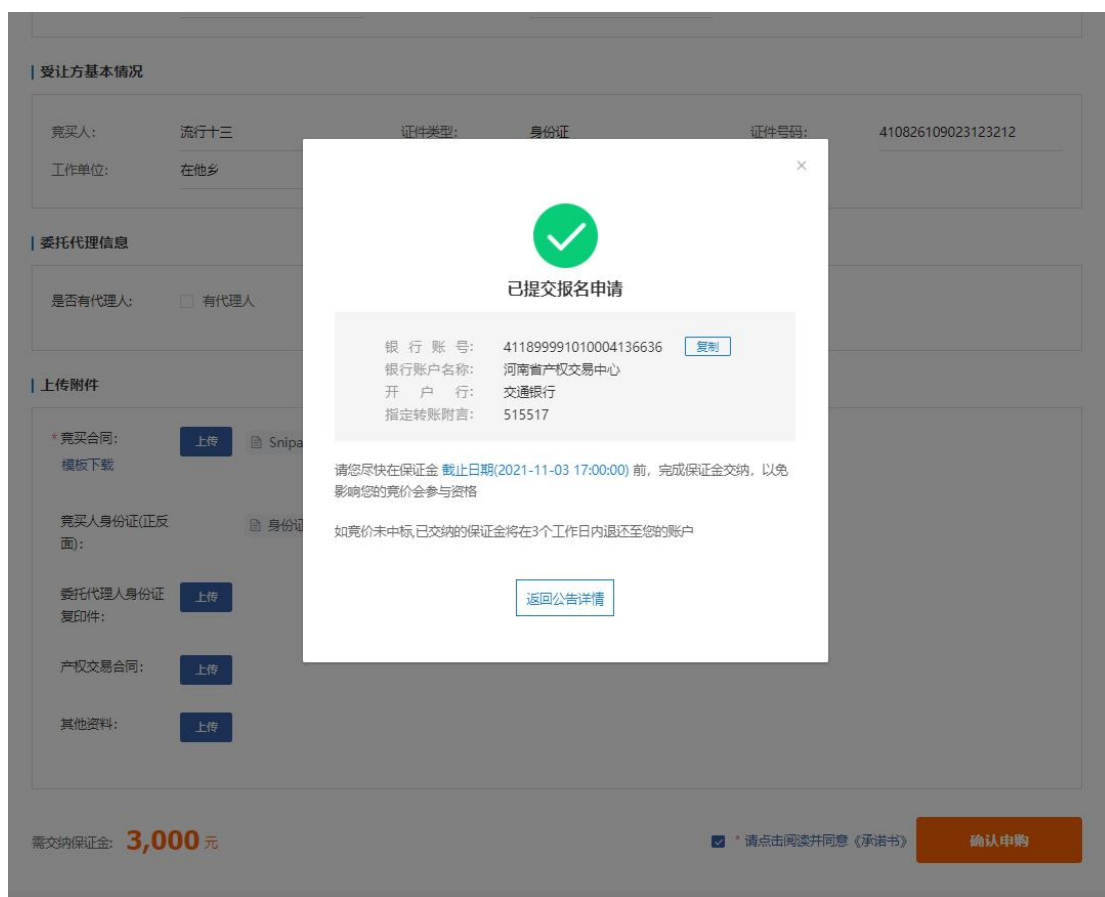 受让方基本情况
竞买人: 流行十三 证件类型: 身份证 证件号码: 410826109023123212
工作单位: 在他乡
×
委托代理信息
已提交报名申请
是否有代理人: 有代理人
银行账号: 411899991010004136636 复制
银行账户名称: 河南省产权交易中心
开户行: 交通银行
指定转账附言: 515517
上传附件
*竞买合同: 上传 Snipa
模板下载
请您尽快在保证金 截止日期(2021-11-03 17:00:00) 前, 完成保证金交纳, 以免
影响您的竞价会参与资格
竞买人身份证(正反
面): 身份证
如竞价未中标,已交纳的保证金将在3个工作日内退还至您的账户
委托代理人身份证 上传
复印件:
返回公告详情
产权交易合同: 上传
其他资料: 上传
需交纳保证金: 3,000 元 * 请点击阅读并同意《承诺书》 确认申购